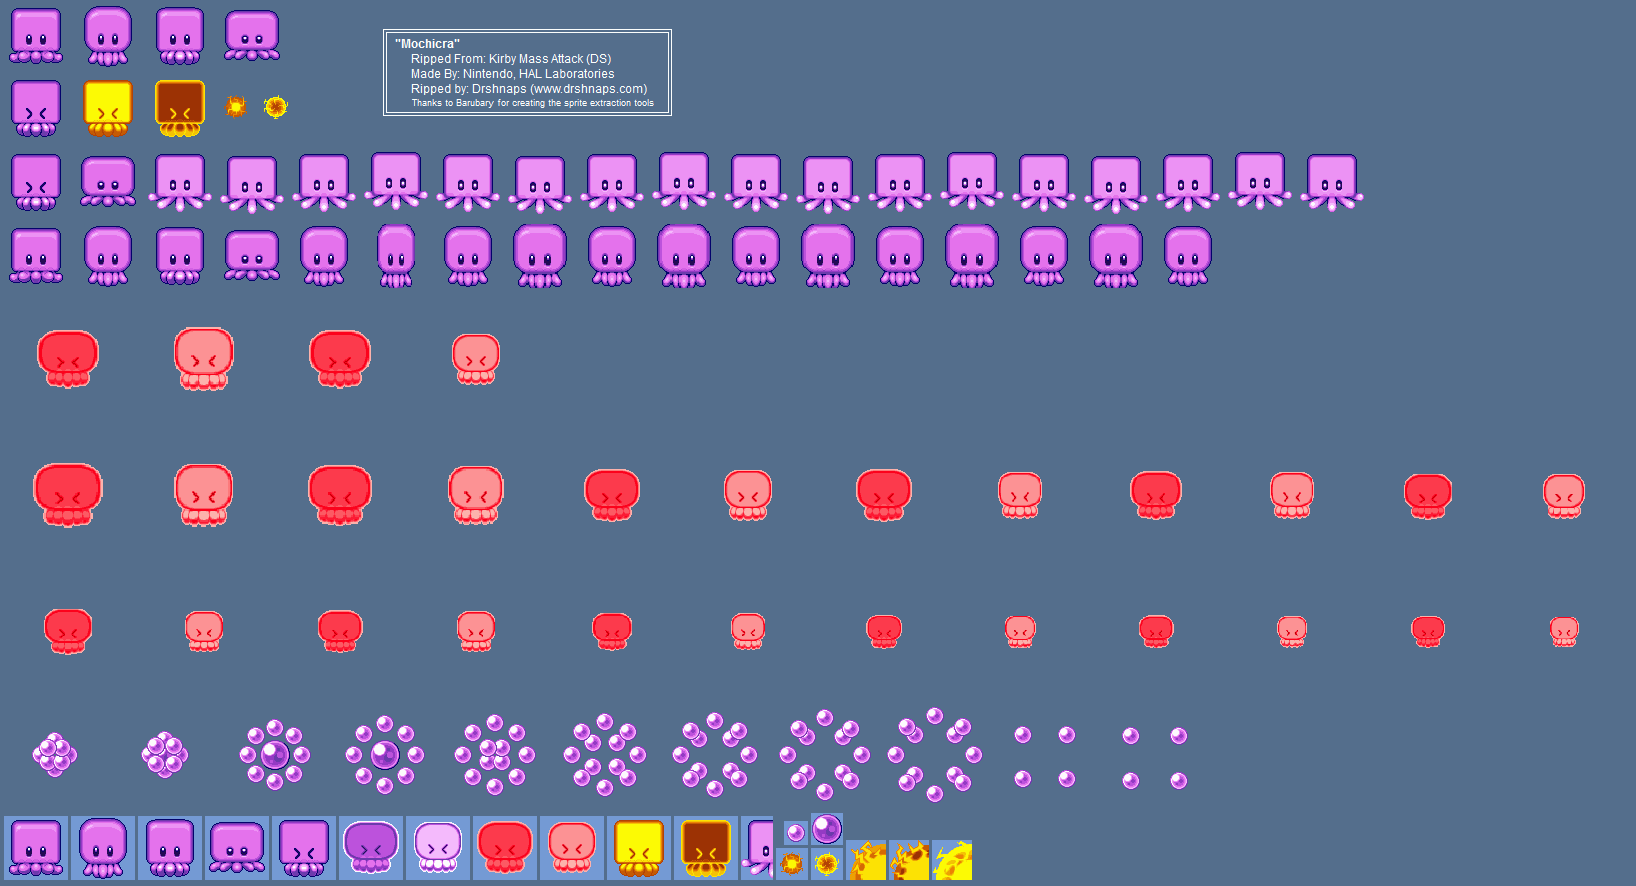 "Mochicra"
Ripped From: Kirby Mass Attack (DS)
Made By: Nintendo, HAL Laboratories
Ripped by: Drshnaps (www.drshnaps.com)
Thanks to Barubary for creating the sprite extraction tools